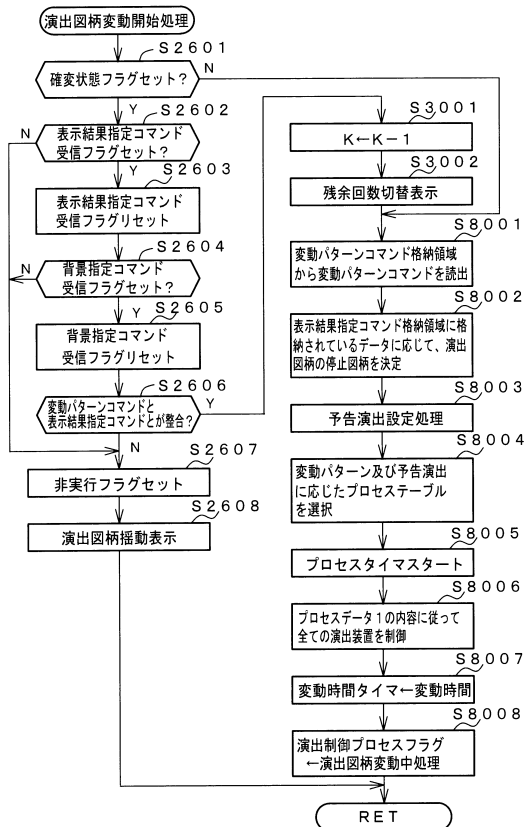 演出図柄変動開始処理
S2601
確変状態フラグセット?
N
Y
S2602
N
表示結果指定コマンド
受信フラグセット?
Y
S2603
表示結果指定コマンド
受信フラグリセット
S2604
N
背景指定コマンド
受信フラグセット?
Y
S2605
背景指定コマンド
受信フラグリセット
S2606
変動パターンコマンドと
表示結果指定コマンドとが整合?
Y
N
S2607
非実行フラグセット
S2608
演出図柄揺動表示
S3001
K←K-1
S3002
残余回数切替表示
S8001
変動パターンコマンド格納領域
から変動パターンコマンドを読出
S8002
表示結果指定コマンド格納領域に格
納されているデータに応じて、演出
図柄の停止図柄を決定
S8003
予告演出設定処理
S8004
変動パターン及び予告演出
に応じたプロセステーブル
を選択
S8005
プロセスタイマスタート
S8006
プロセスデータ1の内容に従って
全ての演出装置を制御
S8007
変動時間タイマ←変動時間
S8008
演出制御プロセスフラグ
←演出図柄変動中処理
RET